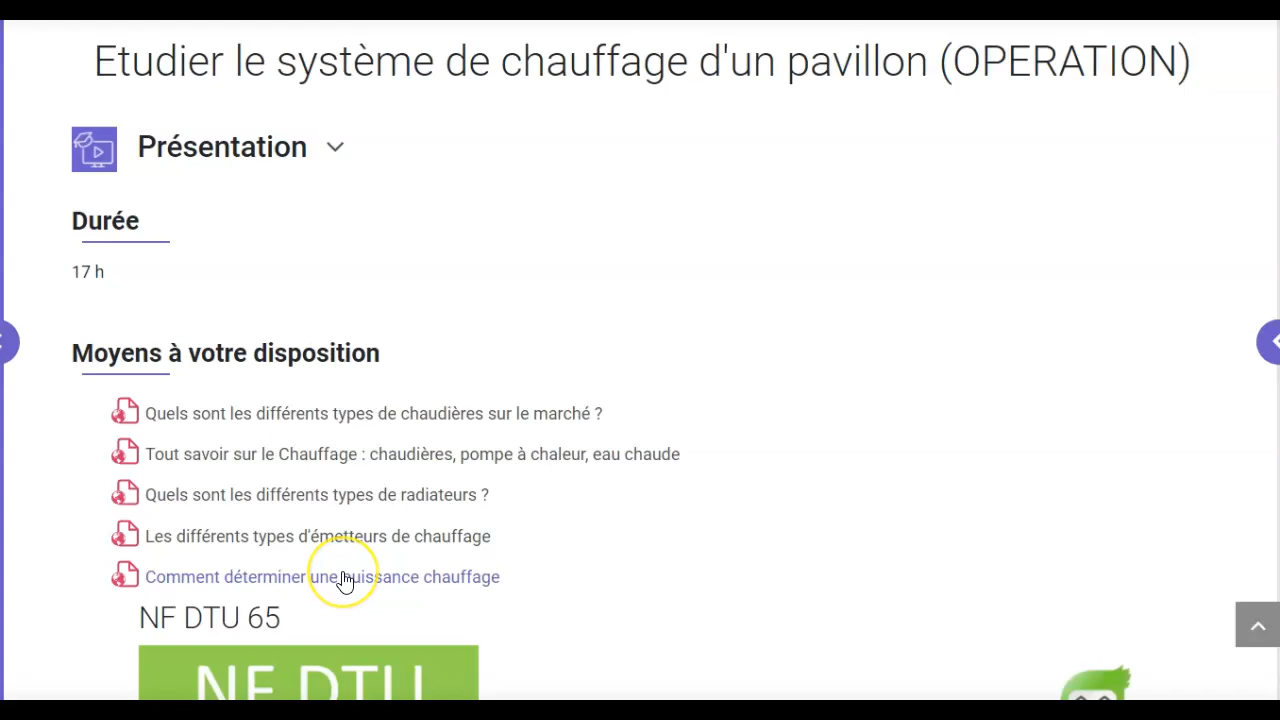 Etudier le système de chauffage d'un pavillon (OPERATION)
Présentation
Durée
17 h
Moyens à votre disposition
Quels sont les différents types de chaudières sur le marché ?
Tout savoir sur le Chauffage : chaudières, pompe à chaleur, eau chaude
Quels sont les différents types de radiateurs ?
Les différents types d'émetteurs de chauffage
Comment déterminer une puissance chauffage
NF DTU 65
NF DTU